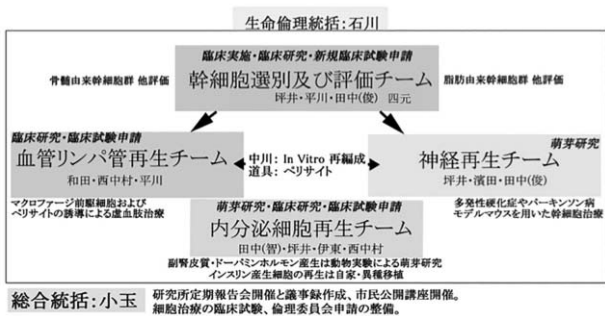 生命倫理統括:石川
臨床実施・臨床研究・新規臨床試験申請
骨髄由来幹細胞群 他評価
幹細胞選別及び評価チーム
脂肪由来幹細胞群 他評価
坪井・平川・田中(俊) 四元
臨床研究・臨床試験申請
血管リンパ管再生チーム
和田・西中村・平川
マクロファージ前駆細胞および
ペリサイトの誘導による虚血肢治療
中川: In Vitro 再編成
道具: ペリサイト
萌芽研究
神経再生チーム
坪井・濱田・田中(俊)
多発性硬化症やパーキンソン病
モデルマウスを用いた幹細胞治療
萌芽研究・臨床研究・臨床試験申請
内分泌細胞再生チーム
田中(智)・坪井・伊東・西中村
副腎皮質・ドーパミンホルモン産生は動物実験による萌芽研究
インスリン産生細胞の再生は自家・異種移植
総合統括:小玉
研究所定期報告会開催と議事録作成、市民公開講座開催。
細胞治療の臨床試験、倫理委員会申請の整備。